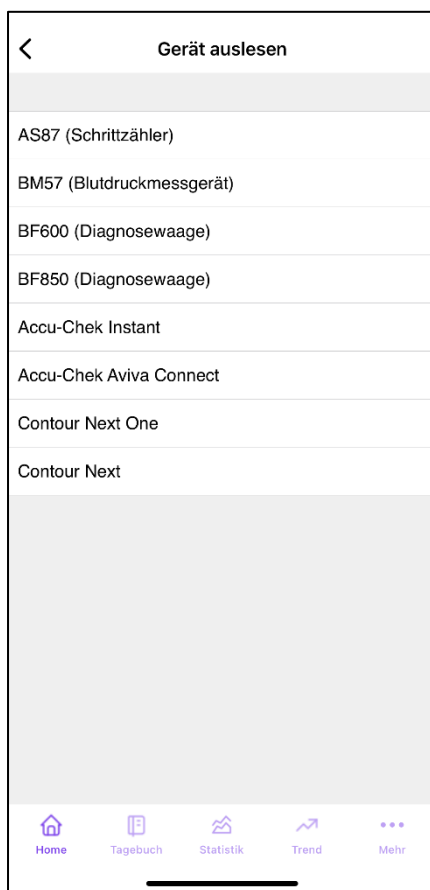 Gerät auslesen
AS87 (Schrittzähler)
BM57 (Blutdruckmessgerät)
BF600 (Diagnosewaage)
BF850 (Diagnosewaage)
Accu-Chek Instant
Accu-Chek Aviva Connect
Contour Next One
Contour Next
Home Tagebuch Statistik Trend Mehr